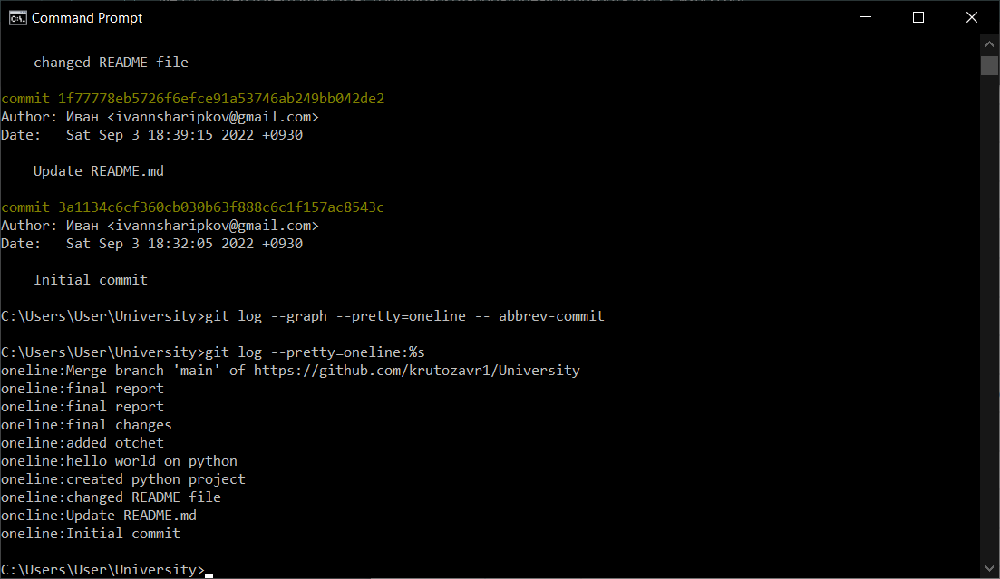 Command Prompt
changed README file
commit 1f77778eb5726f6efce91a53746ab249bb042de2
Author: Иван <ivannsharipkov@gmail.com>
Date:   Sat Sep 3 18:39:15 2022 +0930
Update README.md
commit 3a1134c6cf360cb030b63f888c6c1f157ac8543c
Author: Иван <ivannsharipkov@gmail.com>
Date:   Sat Sep 3 18:32:05 2022 +0930
Initial commit
C:\Users\User\University>git log --graph --pretty=oneline -- abbrev-commit
C:\Users\User\University>git log --pretty=oneline:%s
oneline:Merge branch 'main' of https://github.com/krutozavr1/University
oneline:final report
oneline:final report
oneline:final changes
oneline:added otchet
oneline:hello world on python
oneline:created python project
oneline:changed README file
oneline:Update README.md
oneline:Initial commit
C:\Users\User\University>